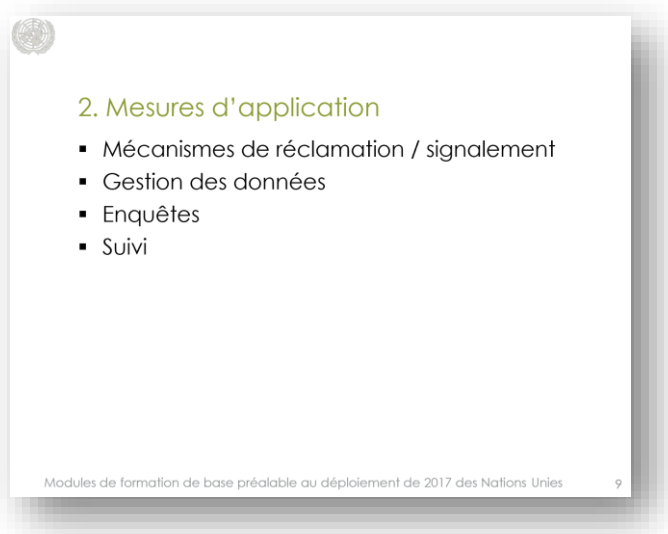 2. Mesures d’application
▪ Mécanismes de réclamation / signalement
▪ Gestion des données
▪ Enquêtes
▪ Suivi
Modules de formation de base préalable au déploiement de 2017 des Nations Unies 9